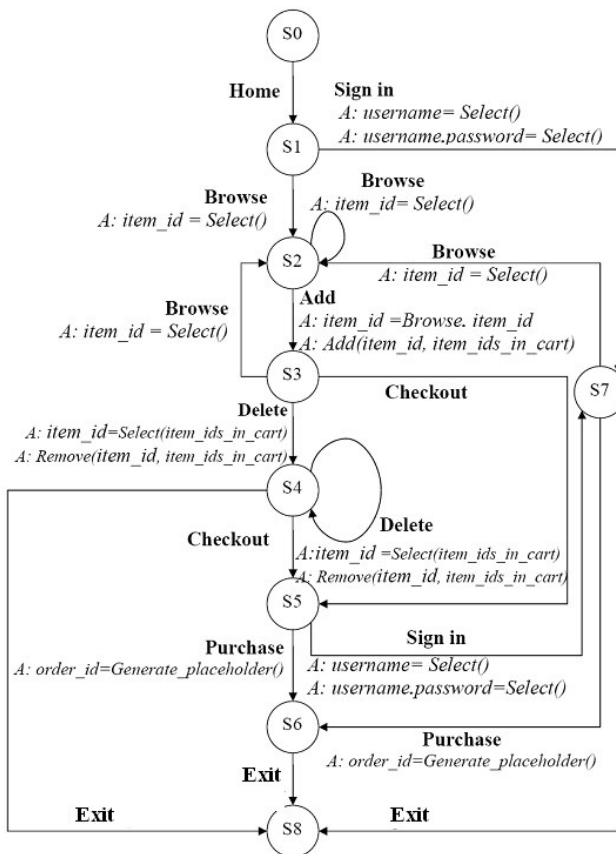 S0
Home
Sign in
A: username= Select()
A: username.password= Select()
S1
Browse
A: item_id = Select()
Browse
A: item_id= Select()
S2
Browse
A: item_id = Select()
Browse
A: item_id = Select()
Add
A: item_id =Browse. item_id
A: Add(item_id, item_ids_in_cart)
S3
Checkout
S7
Delete
A: item_id=Select(item_ids_in_cart)
A: Remove(item_id, item_ids_in_cart)
S4
Delete
A:item_id =Select(item_ids_in_cart)
A: Remove(item_id, item_ids_in_cart)
Checkout
S5
Sign in
A: username= Select()
A: username.password=Select()
Purchase
A: order_id=Generate_placeholder()
S6
Purchase
A: order_id=Generate_placeholder()
Exit
Exit
S8
Exit